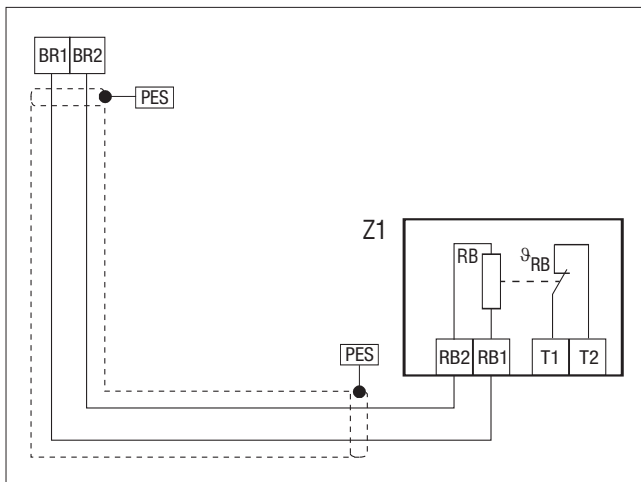 BR1 BR2
PES
Z1
RB ϑRB
PES
RB2 RB1 T1 T2